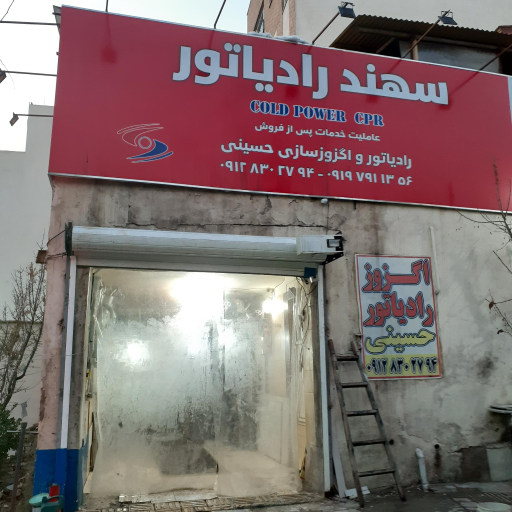 سهند رادیاتور
COLD POWER CPR
عاملیت خدمات پس از فروش
رادیاتور و اگزوزسازی حسینی
۰۹۱۲ ۸۳۰ ۲۷ ۹۴ - ۰۹۱۹ ۷۹۱ ۱۳ ۵۶
اگزوز
رادیاتور
حسینی
۰۹۱۲ ۸۳۰ ۲۷ ۹۴